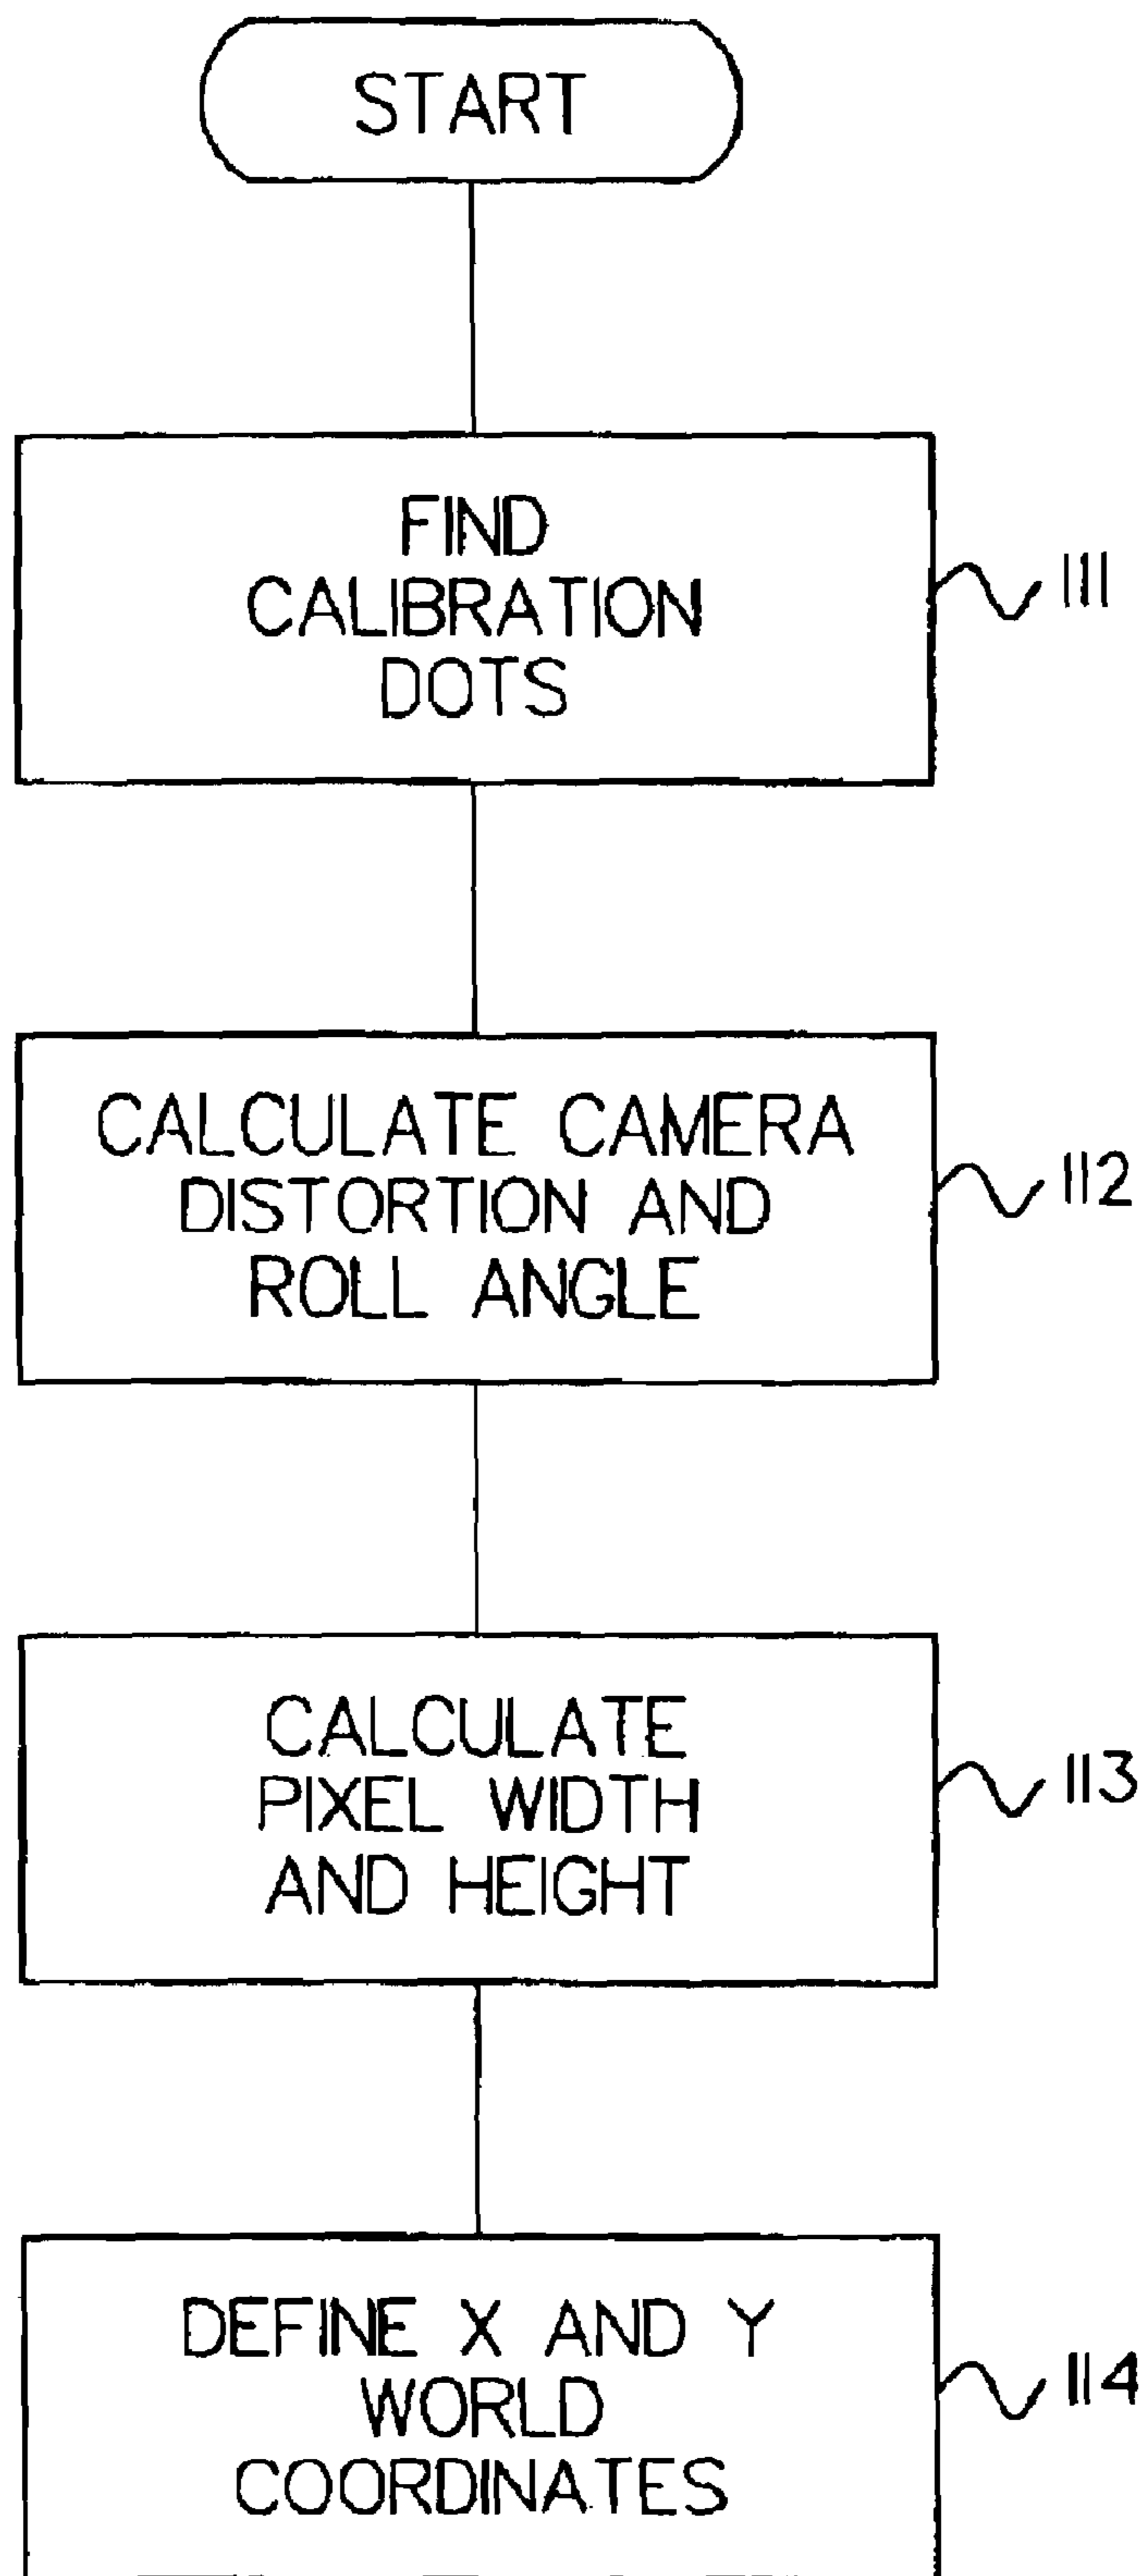 START
FIND
CALIBRATION
DOTS
111
CALCULATE CAMERA
DISTORTION AND
ROLL ANGLE
112
CALCULATE
PIXEL WIDTH
AND HEIGHT
113
DEFINE X AND Y
WORLD
COORDINATES
114